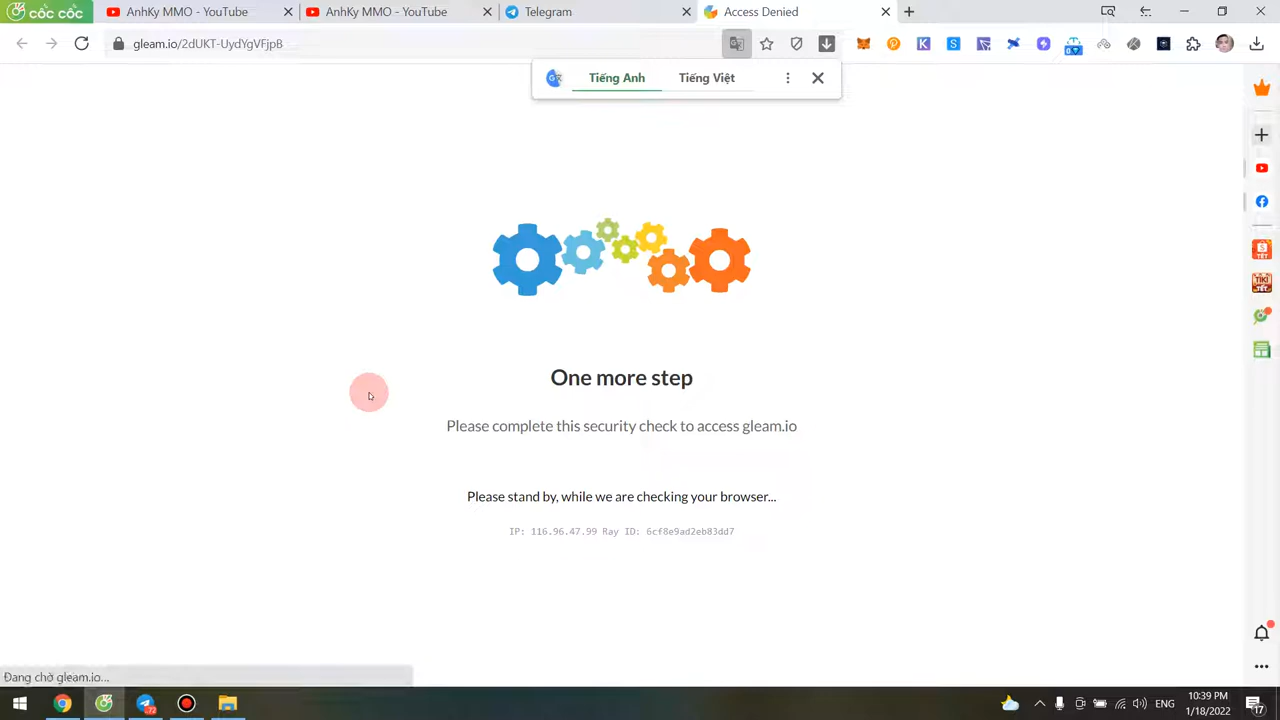 cốc cốc
AnhKy MMO - YouTube
AnhKy MMO - YouTube
Telegram
Access Denied
gleam.io/2dUKT-UydYgVFjpB
Tiếng Anh
Tiếng Việt
One more step
Please complete this security check to access gleam.io
Please stand by, while we are checking your browser...
IP: 116.96.47.99 Ray ID: 6cf8e9ad2eb83dd7
Đang chờ gleam.io...
ENG
10:39 PM
1/18/2022
17